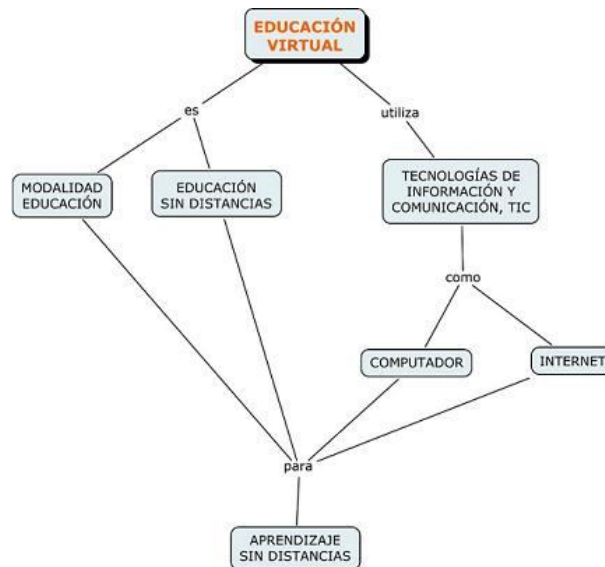 EDUCACIÓN
VIRTUAL
es
utiliza
MODALIDAD
EDUCACIÓN
EDUCACIÓN
SIN DISTANCIAS
TECNOLOGÍAS DE
INFORMACIÓN Y
COMUNICACIÓN, TIC
como
COMPUTADOR
INTERNET
para
APRENDIZAJE
SIN DISTANCIAS